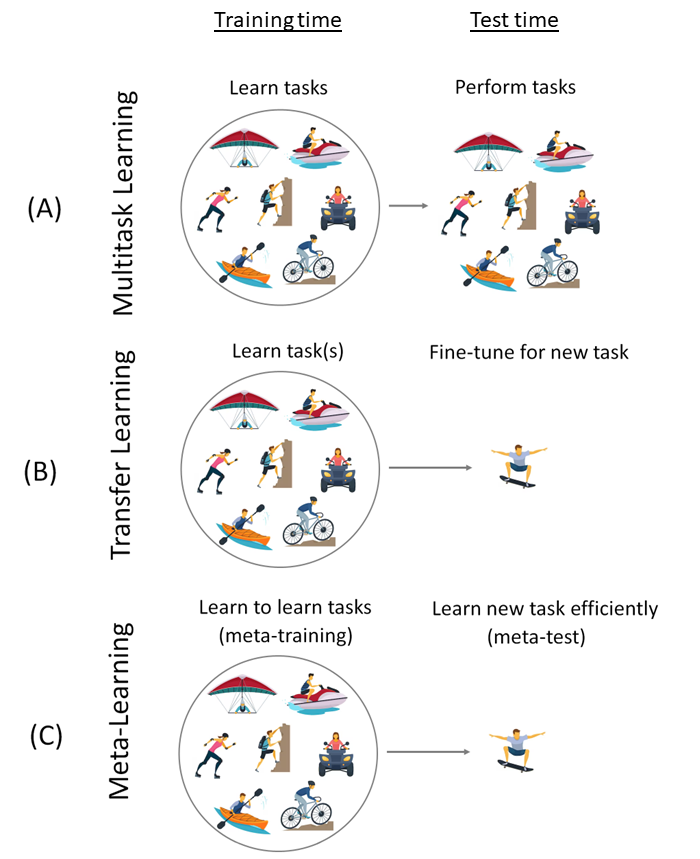 Training time
Test time
(A)
Multitask Learning
Learn tasks
Perform tasks
(B)
Transfer Learning
Learn task(s)
Fine-tune for new task
(C)
Meta-Learning
Learn to learn tasks
(meta-training)
Learn new task efficiently
(meta-test)